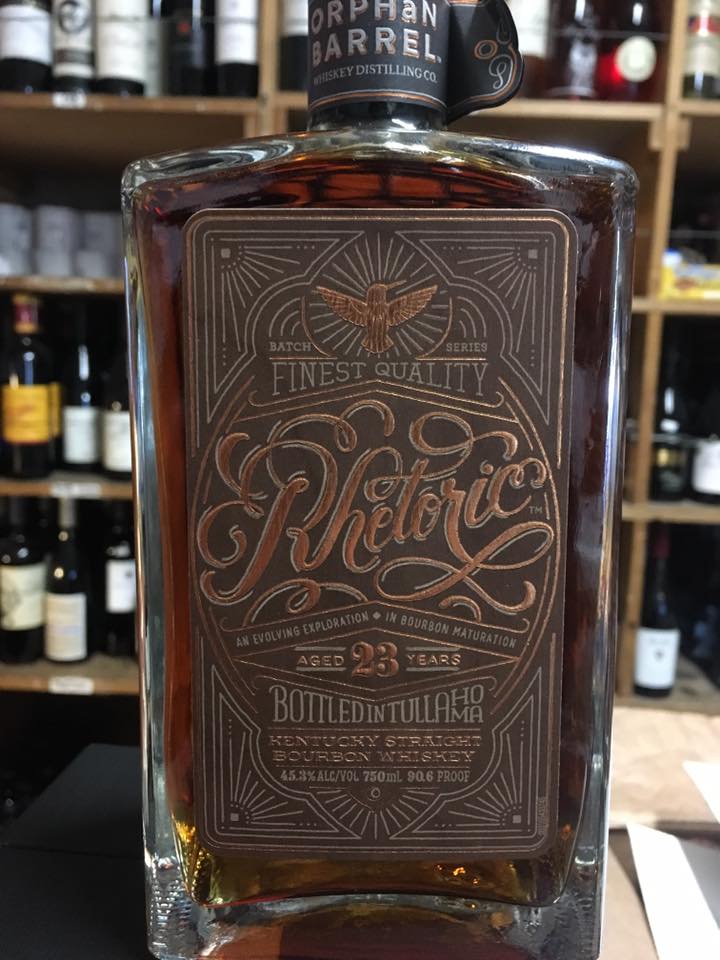 ORPHaN
BARREL
WHISKEY DISTILLING CO.
BATCH SERIES
FINEST QUALITY
Rhetoric™
AN EVOLVING EXPLORATION ◆ IN BOURBON MATURATION
AGED 23 YEARS
BOTTLED IN TULLAHOMA
KENTUCKY STRAIGHT
BOURBON WHISKEY
45.3% ALC/VOL 750mL 90.6 PROOF